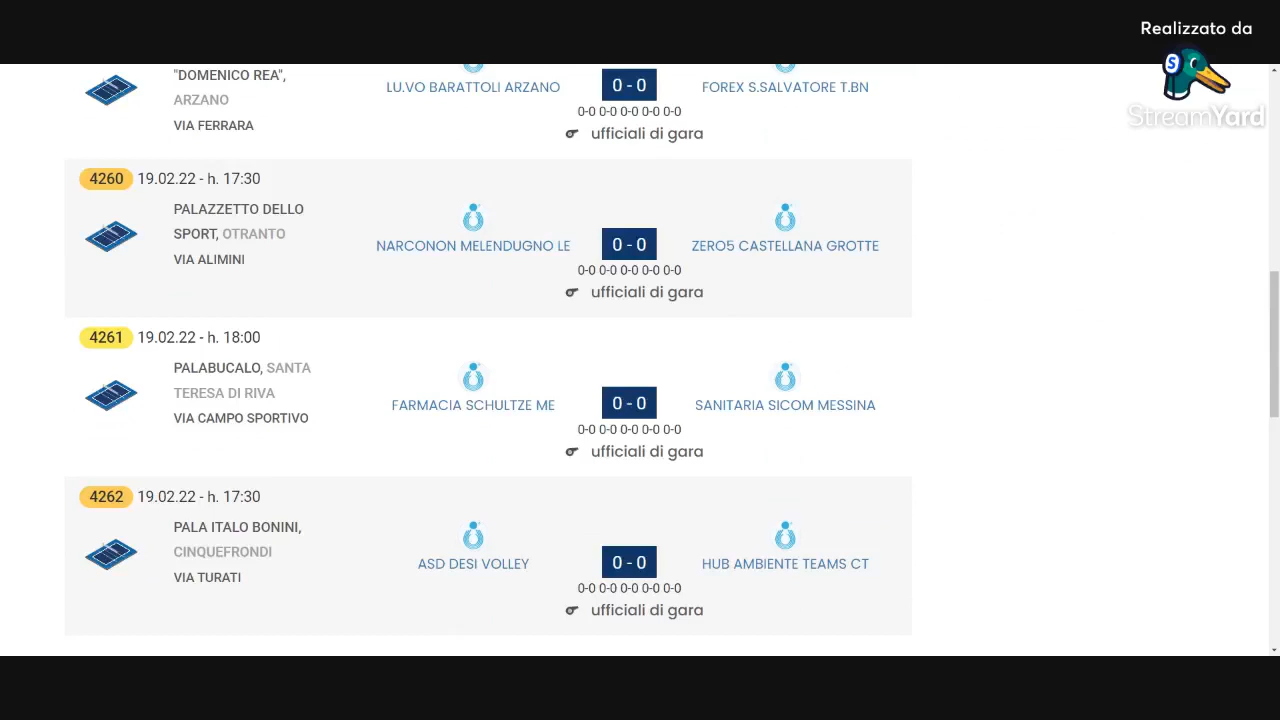 Realizzato da
StreamYard
"DOMENICO REA",
ARZANO
VIA FERRARA
LU.VO BARATTOLI ARZANO
0 - 0
FOREX S.SALVATORE T.BN
0-0 0-0 0-0 0-0 0-0
ufficiali di gara
4260 19.02.22 - h. 17:30
PALAZZETTO DELLO
SPORT, OTRANTO
VIA ALIMINI
NARCONON MELENDUGNO LE
0 - 0
ZERO5 CASTELLANA GROTTE
0-0 0-0 0-0 0-0 0-0
ufficiali di gara
4261 19.02.22 - h. 18:00
PALABUCALO, SANTA
TERESA DI RIVA
VIA CAMPO SPORTIVO
FARMACIA SCHULTZE ME
0 - 0
SANITARIA SICOM MESSINA
0-0 0-0 0-0 0-0 0-0
ufficiali di gara
4262 19.02.22 - h. 17:30
PALA ITALO BONINI,
CINQUEFRONDI
VIA TURATI
ASD DESI VOLLEY
0 - 0
HUB AMBIENTE TEAMS CT
0-0 0-0 0-0 0-0 0-0
ufficiali di gara